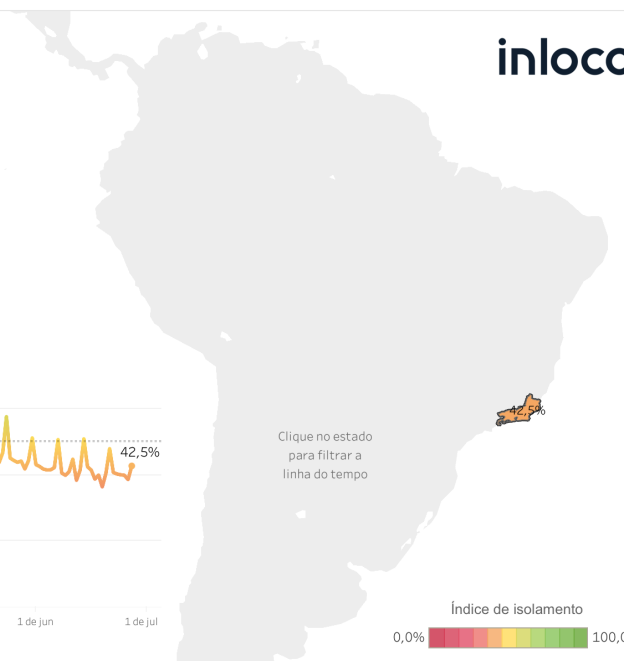 inloco
42,5%
Clique no estado
para filtrar a
linha do tempo
42,5%
1 de jun
1 de jul
Índice de isolamento
0,0%
100,0